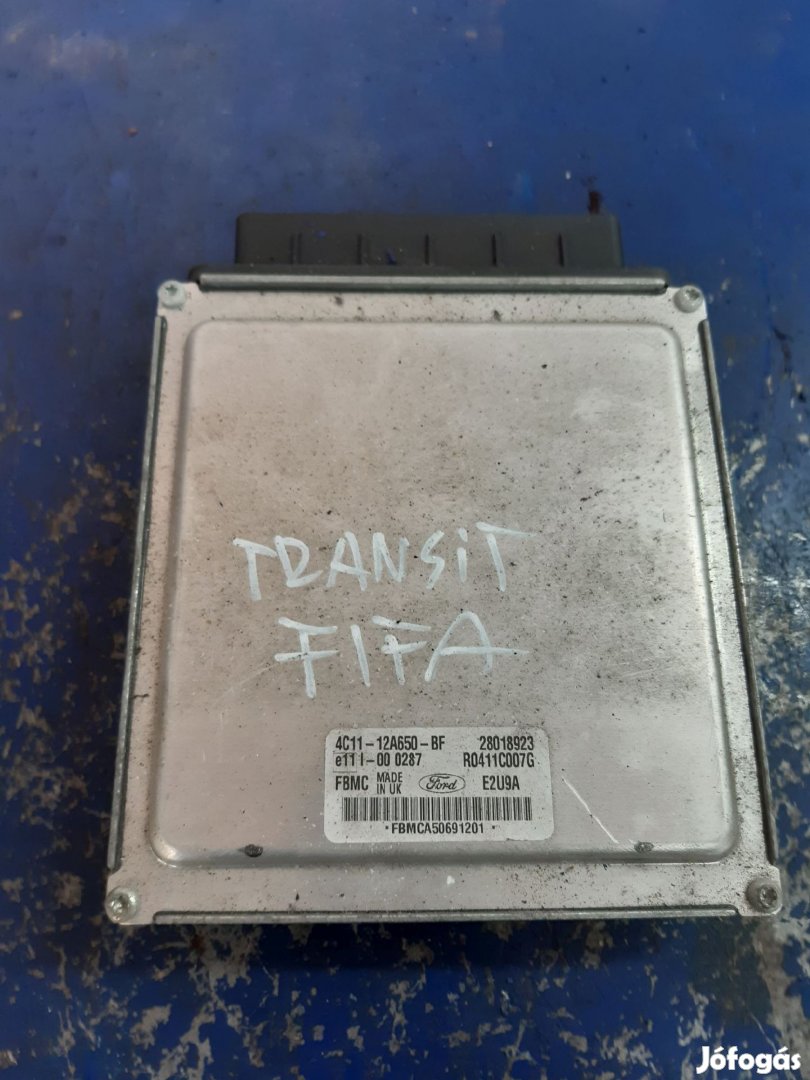 TRANSIT
FIFA
4C11-12A650-BF 28018923
e11 I-00 0287 R0411C007G
FBMC MADE IN UK Ford E2U9A
*FBMCA50691201*
Jófogás